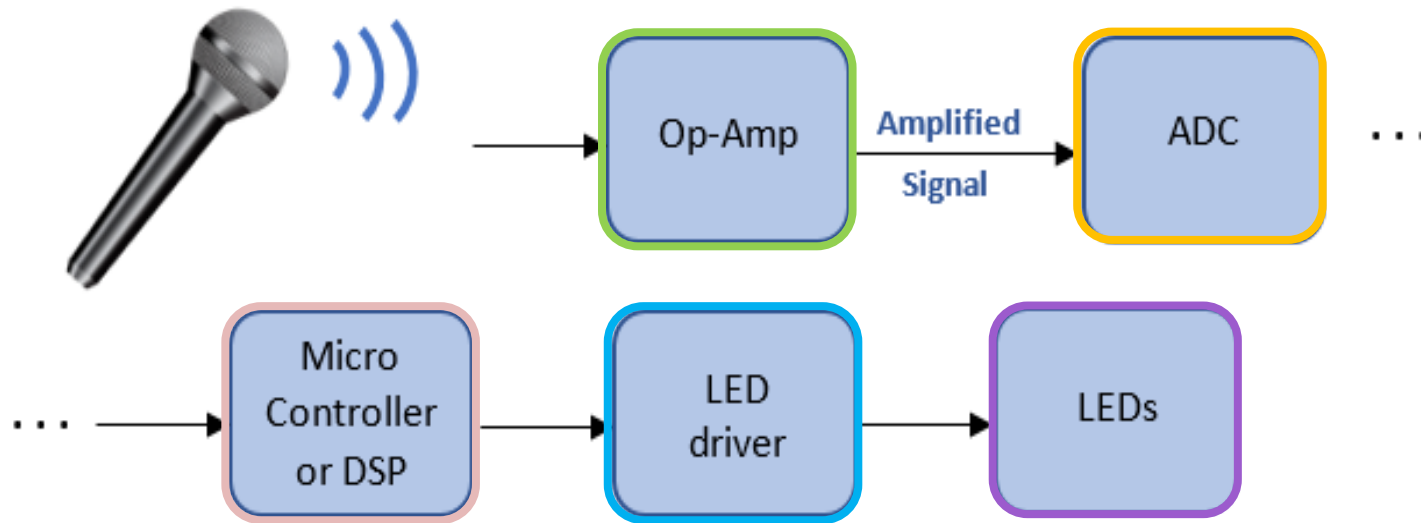 Op-Amp
Amplified
Signal
ADC
...
...
Micro
Controller
or DSP
LED
driver
LEDs